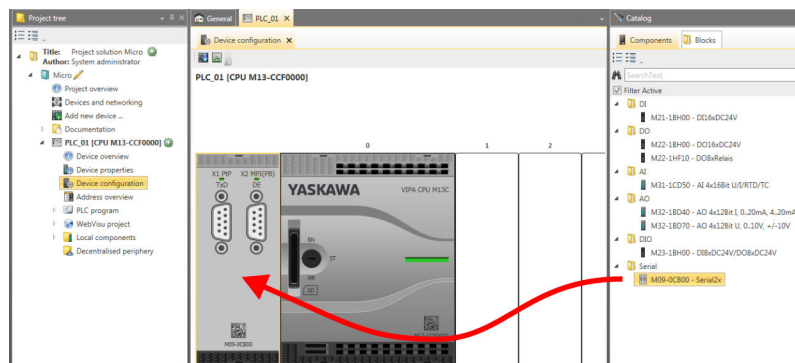 Project tree
Title: Project solution Micro
Author: System administrator
Micro
Project overview
Devices and networking
Add new device ...
Documentation
PLC_01 [CPU M13-CCF0000]
Device overview
Device properties
Device configuration
Address overview
PLC program
WebVisu project
Local components
Decentralised periphery
General
PLC_01
Device configuration
PLC_01 [CPU M13-CCF0000]
0 1 2
X1 PtP X2 MPI(PB)
TxD DE
M09-0CB00
YASKAWA VIPA CPU M13C
RN
ST
MR
SD
Catalog
Components Blocks
SearchText
Filter Active
DI
M21-1BH00 - DI16xDC24V
DO
M22-1BH00 - DO16xDC24V
M22-1HF10 - DO8xRelais
AI
M31-1CD50 - AI 4x16Bit U/I/RTD/TC
AO
M32-1BD40 - AO 4x12Bit I, 0..20mA, 4..20mA
M32-1BD70 - AO 4x12Bit U, 0..10V, +/-10V
DIO
M23-1BH00 - DI8xDC24V/DO8xDC24V
Serial
M09-0CB00 - Serial2x